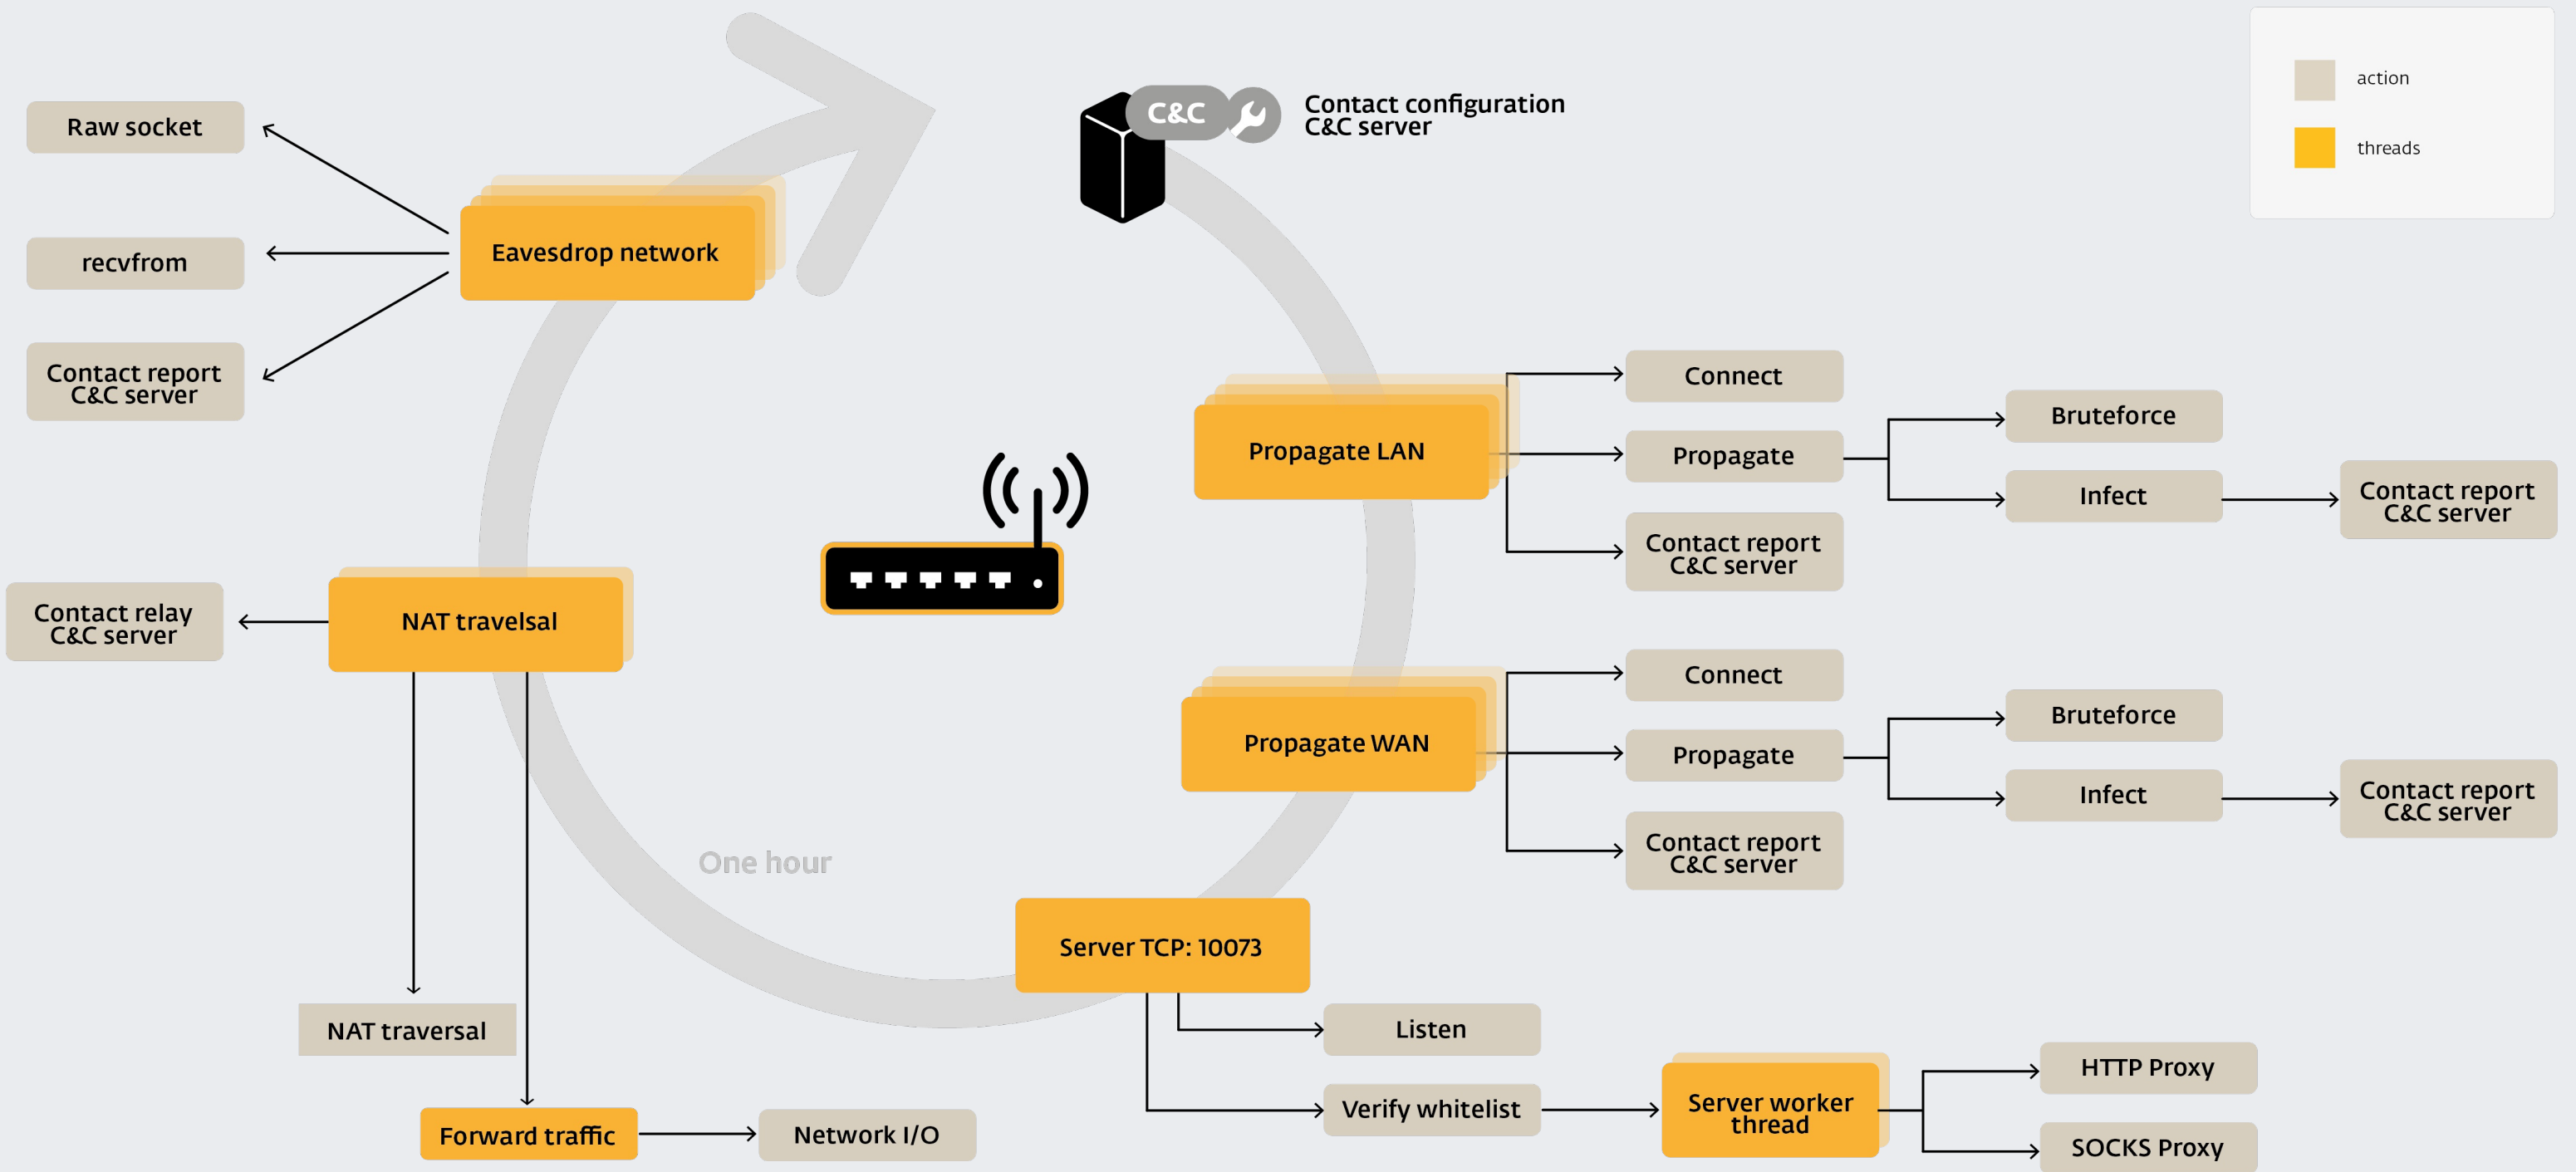 action
threads
C&C
Contact configuration
C&C server
Raw socket
recvfrom
Contact report
C&C server
Eavesdrop network
Propagate LAN
Connect
Propagate
Contact report
C&C server
Bruteforce
Infect
Contact report
C&C server
Contact relay
C&C server
NAT travelsal
Propagate WAN
Connect
Propagate
Contact report
C&C server
Bruteforce
Infect
Contact report
C&C server
One hour
Server TCP: 10073
NAT traversal
Forward traffic
Network I/O
Listen
Verify whitelist
Server worker
thread
HTTP Proxy
SOCKS Proxy